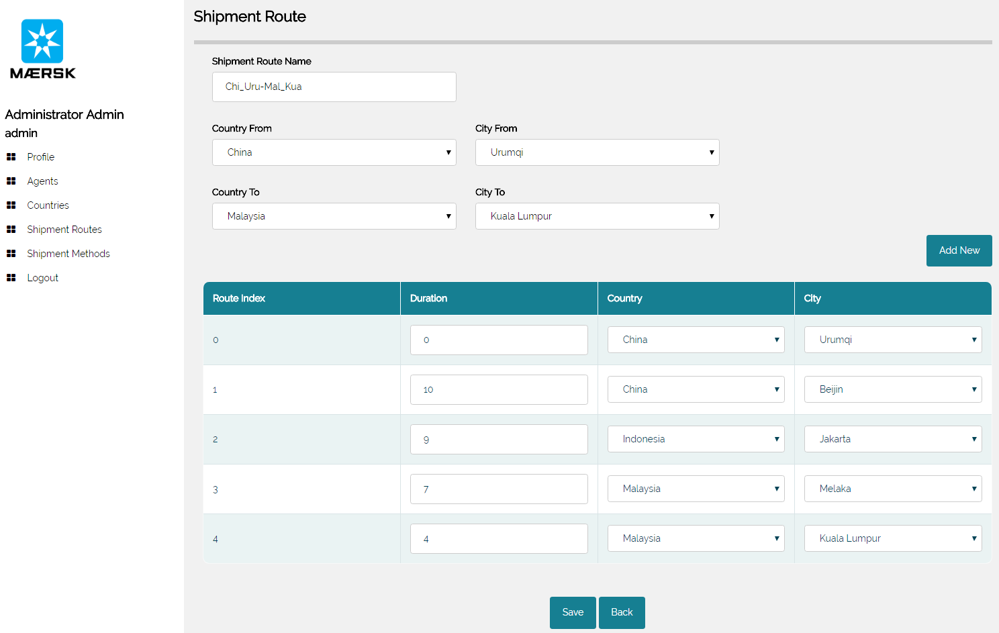 MÆRSK
Administrator Admin
admin
Profile
Agents
Countries
Shipment Routes
Shipment Methods
Logout
Shipment Route
Shipment Route Name
Chi_Uru-Mal_Kua
Country From City From
China Urumqi
Country To City To
Malaysia Kuala Lumpur
Add New
Route Index Duration Country City
0 0 China Urumqi
1 10 China Beijin
2 9 Indonesia Jakarta
3 7 Malaysia Melaka
4 4 Malaysia Kuala Lumpur
Save Back